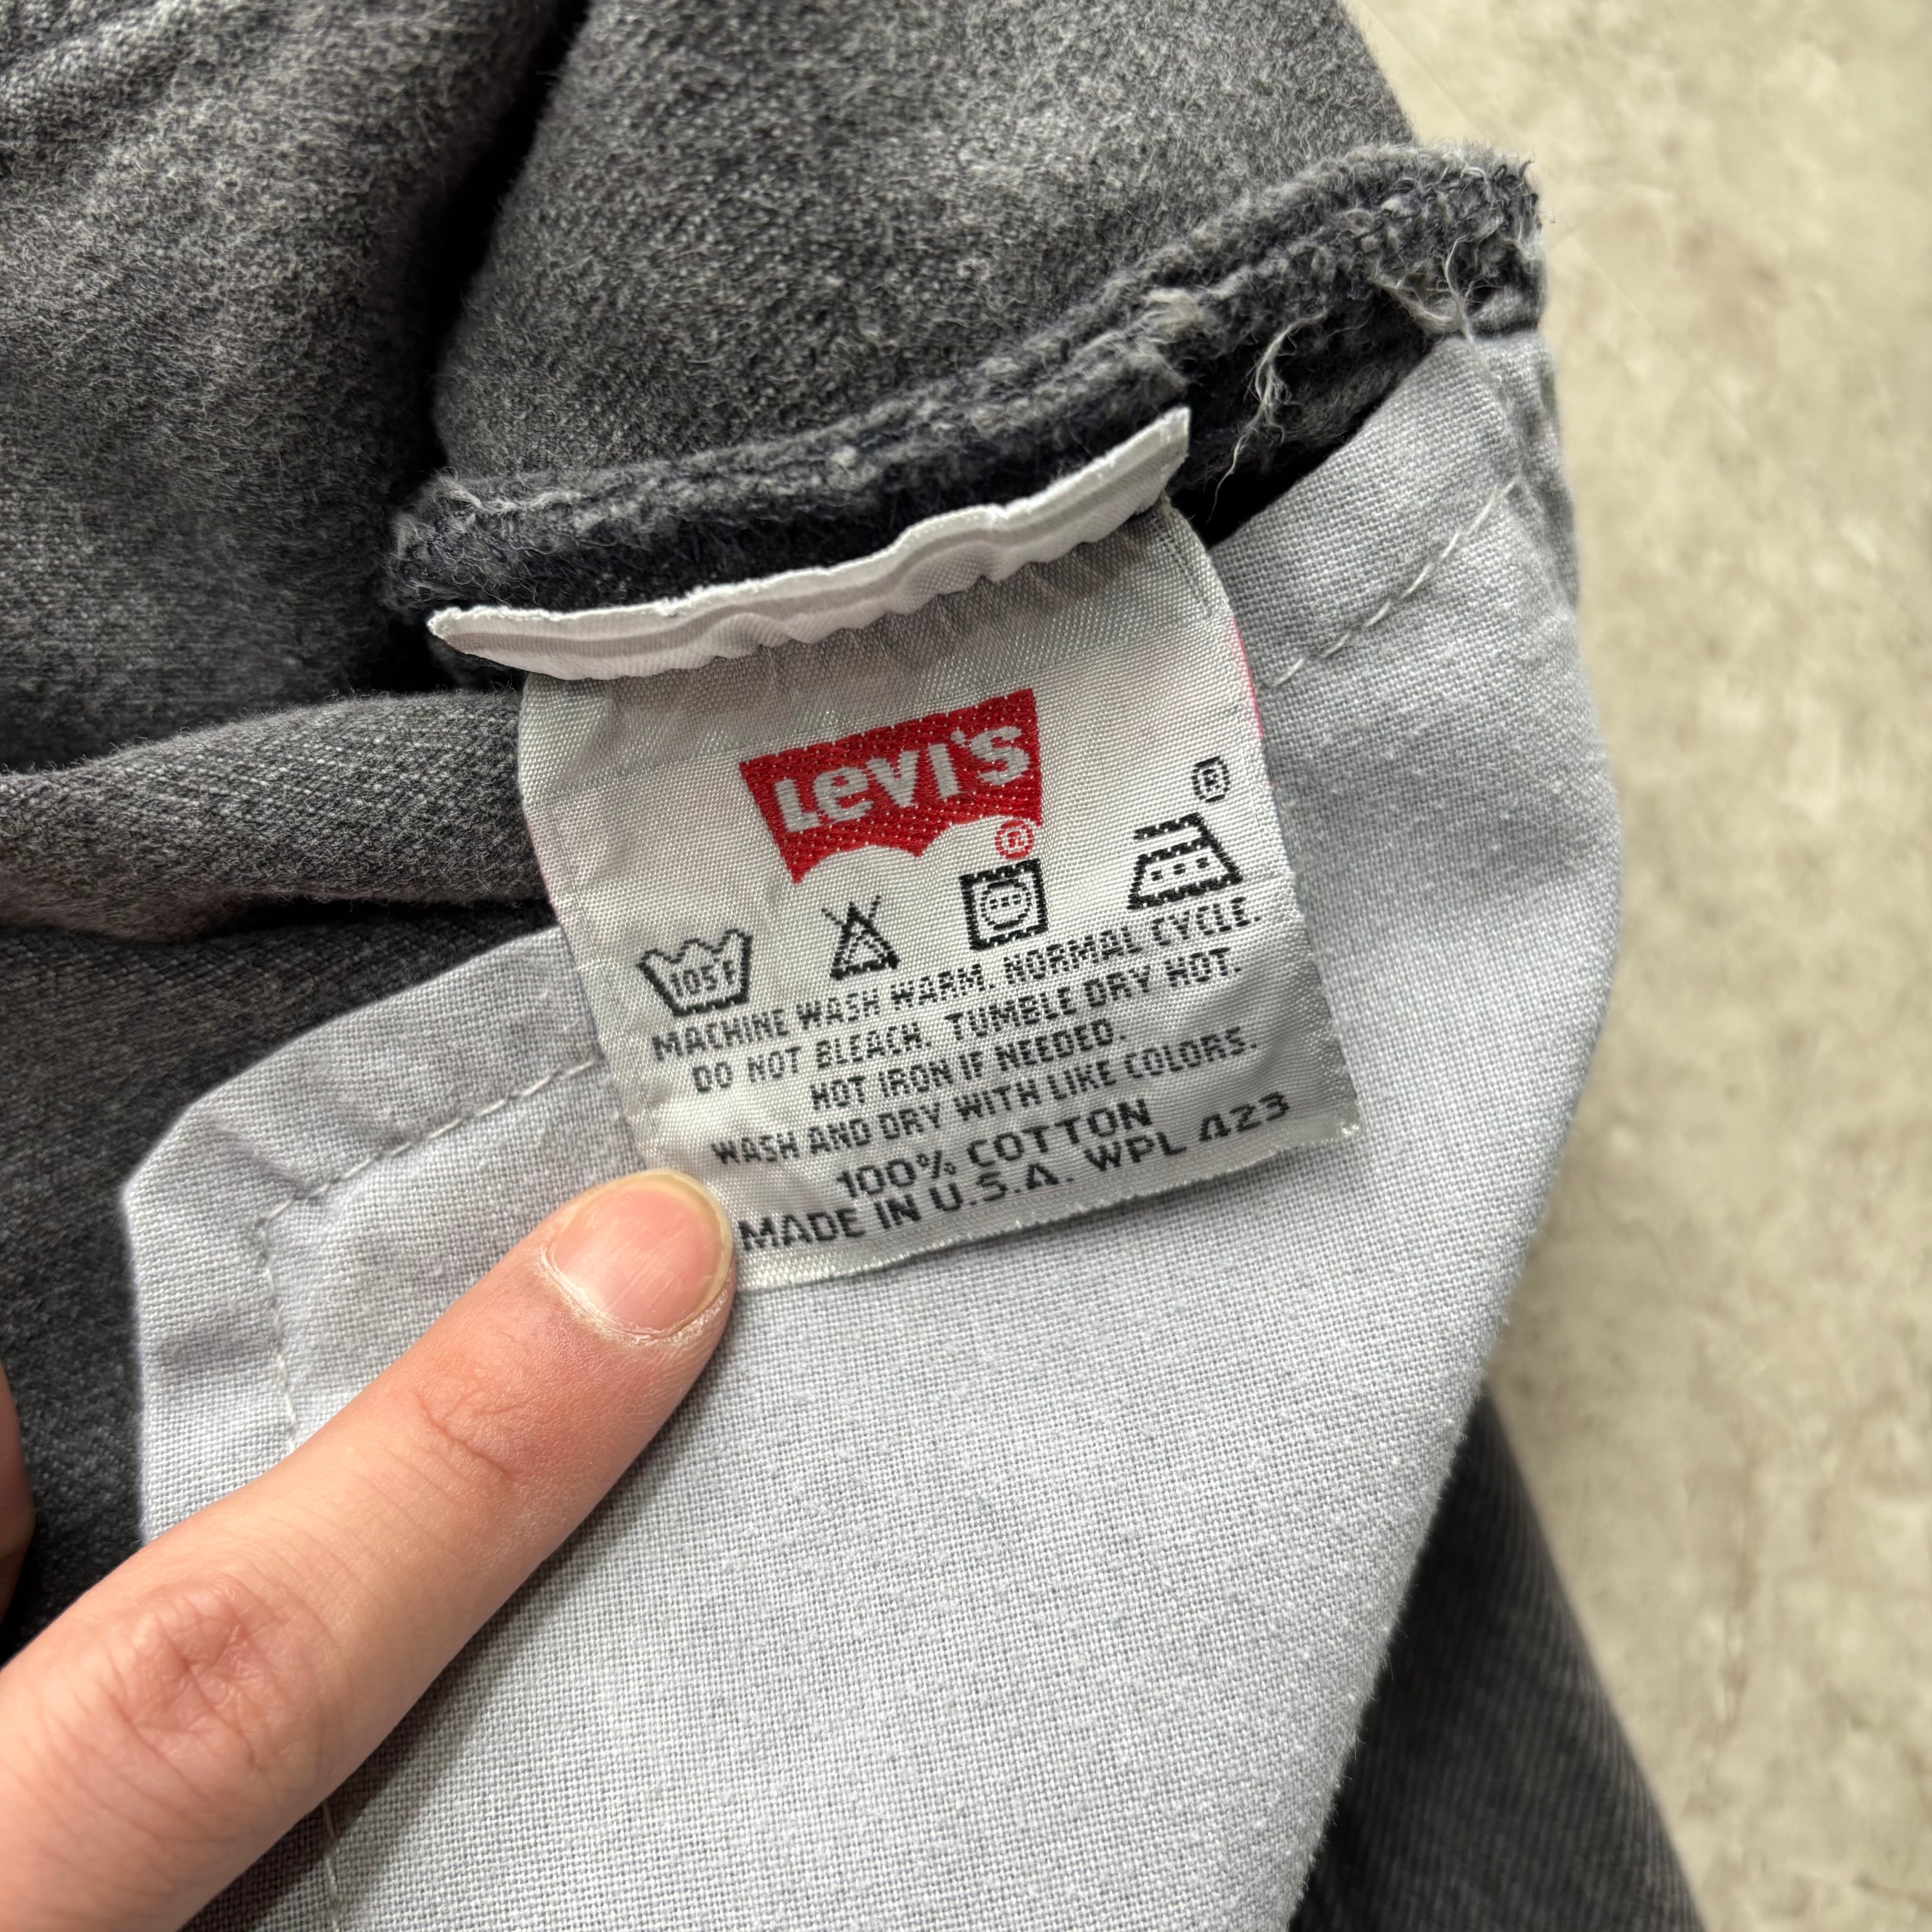 LEVI'S
®
®
105°F
MACHINE WASH WARM. NORMAL CYCLE.
DO NOT BLEACH. TUMBLE DRY HOT.
HOT IRON IF NEEDED.
WASH AND DRY WITH LIKE COLORS.
100% COTTON
MADE IN U.S.A. WPL 423